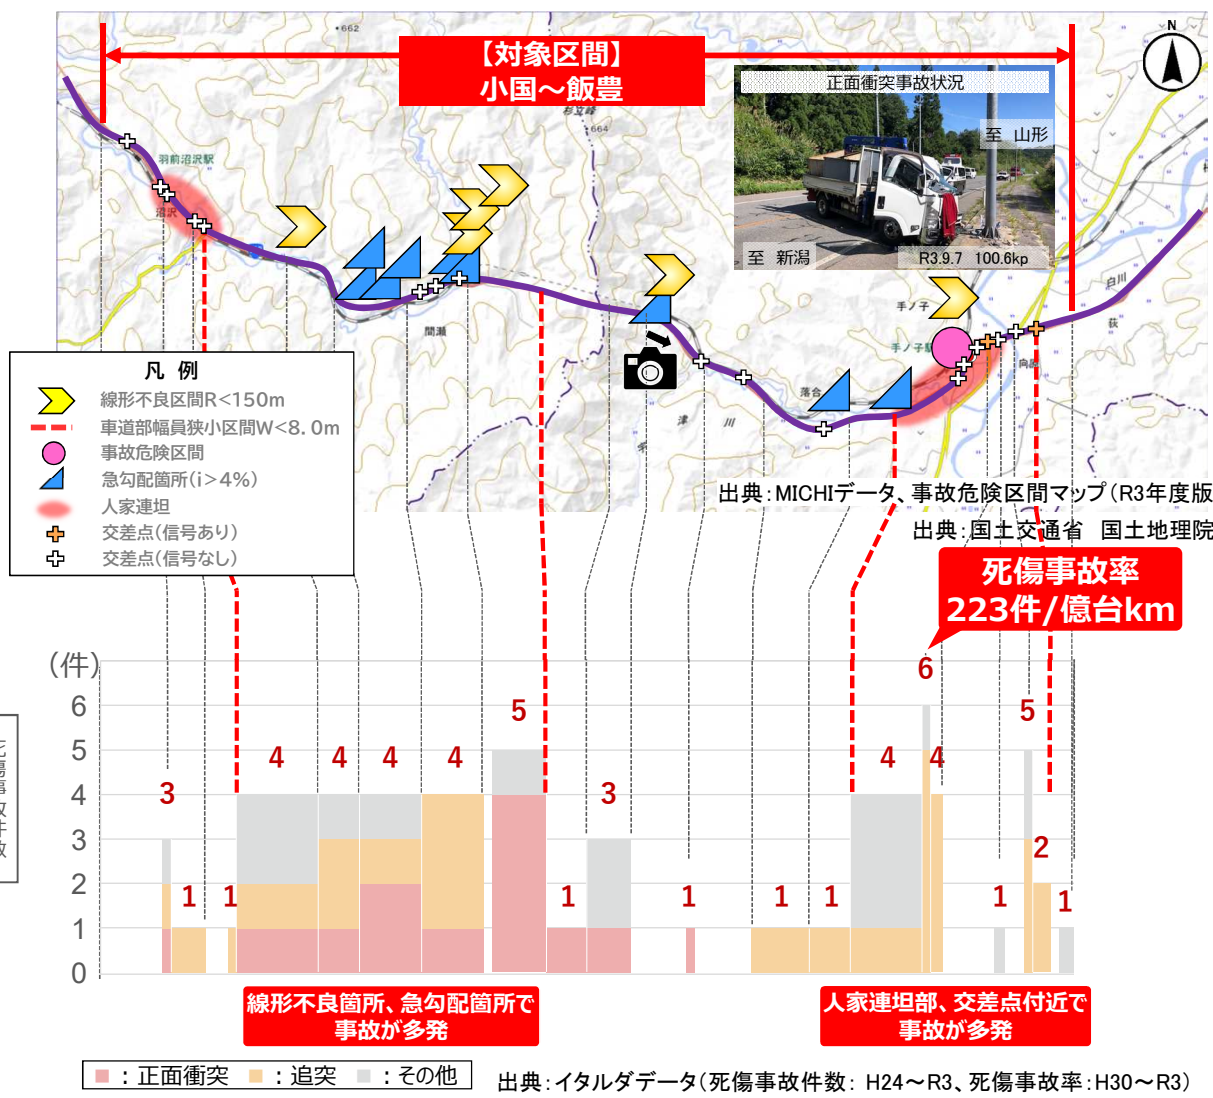 ・662
【対象区間】
小国～飯豊
N
正面衝突事故状況
至 山形
至 新潟
R3.9.7 100.6kp
・664
羽前沼沢駅
沼沢
間瀬
手ノ子
手ノ子駅
白川
萩
向原
落合
津 川
凡 例
線形不良区間R<150m
車道部幅員狭小区間W<8.0m
事故危険区間
急勾配箇所(i>4%)
人家連坦
交差点(信号あり)
交差点(信号なし)
出典:MICHIデータ、事故危険区間マップ(R3年度版
出典:国土交通省 国土地理院
死傷事故率
223件/億台km
(件)
6
5
4
3
2
1
0
3
1
1
4
4
4
4
5
1
3
1
1
1
4
6
4
1
5
2
1
線形不良箇所、急勾配箇所で
事故が多発
人家連坦部、交差点付近で
事故が多発
:正面衝突 :追突 :その他
出典:イタルダデータ(死傷事故件数: H24～R3、死傷事故率:H30～R3)